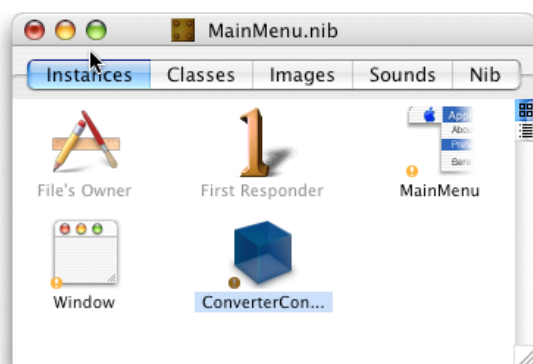 MainMenu.nib
Instances Classes Images Sounds Nib
File's Owner First Responder MainMenu
Window ConverterCon...